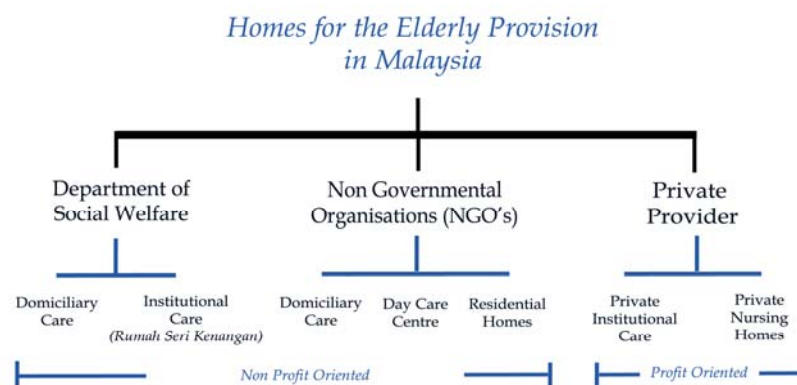 Homes for the Elderly Provision
in Malaysia
Department of
Social Welfare
Non Governmental
Organisations (NGO's)
Private
Provider
Domiciliary
Care
Institutional
Care
(Rumah Seri Kenangan)
Domiciliary
Care
Day Care
Centre
Residential
Homes
Private
Institutional
Care
Private
Nursing
Homes
Non Profit Oriented
Profit Oriented